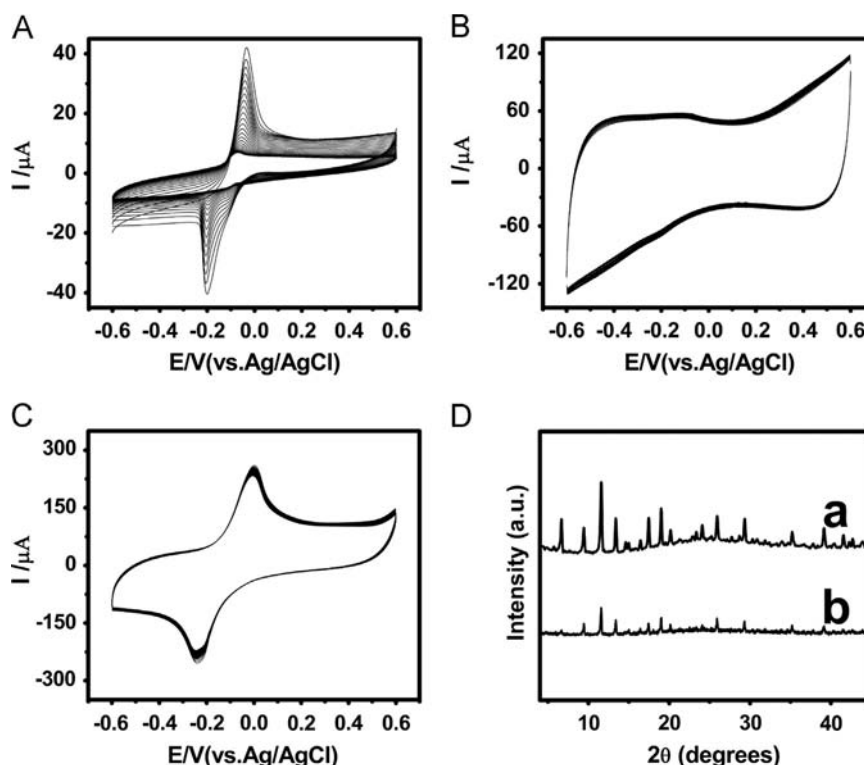 A
I /μA
40
20
0
-20
-40
-0.6 -0.4 -0.2 0.0 0.2 0.4 0.6
E/V(vs.Ag/AgCl)
B
I /μA
120
60
0
-60
-120
-0.6 -0.4 -0.2 0.0 0.2 0.4 0.6
E/V(vs.Ag/AgCl)
C
I /μA
300
150
0
-150
-300
-0.6 -0.4 -0.2 0.0 0.2 0.4 0.6
E/V(vs.Ag/AgCl)
D
Intensity (a.u.)
a
b
10 20 30 40
2θ (degrees)